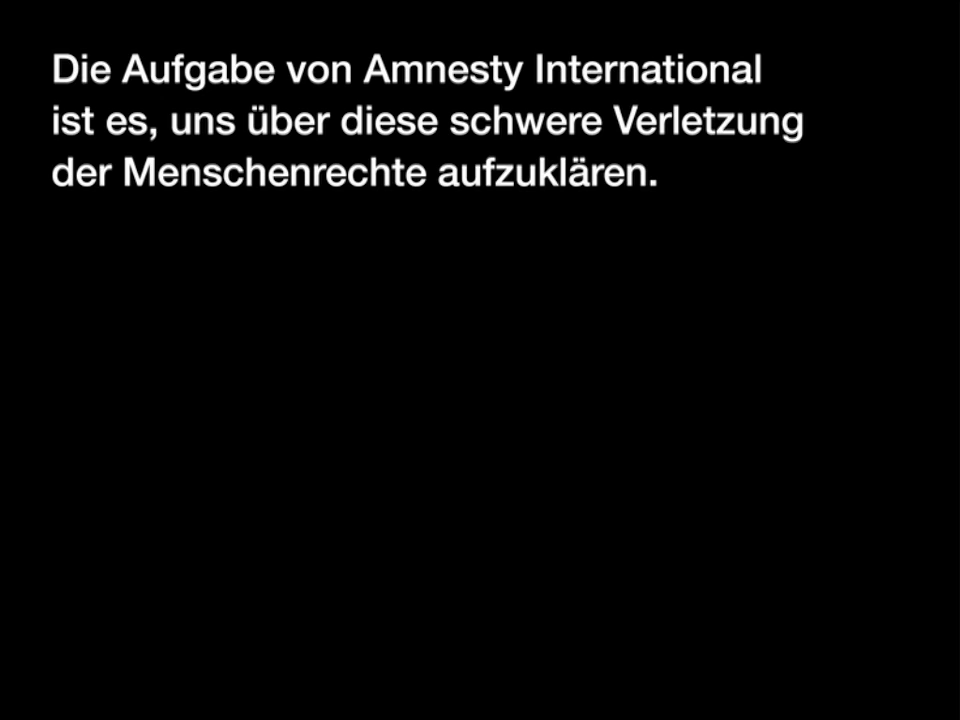 Die Aufgabe von Amnesty International
ist es, uns über diese schwere Verletzung
der Menschenrechte aufzuklären.